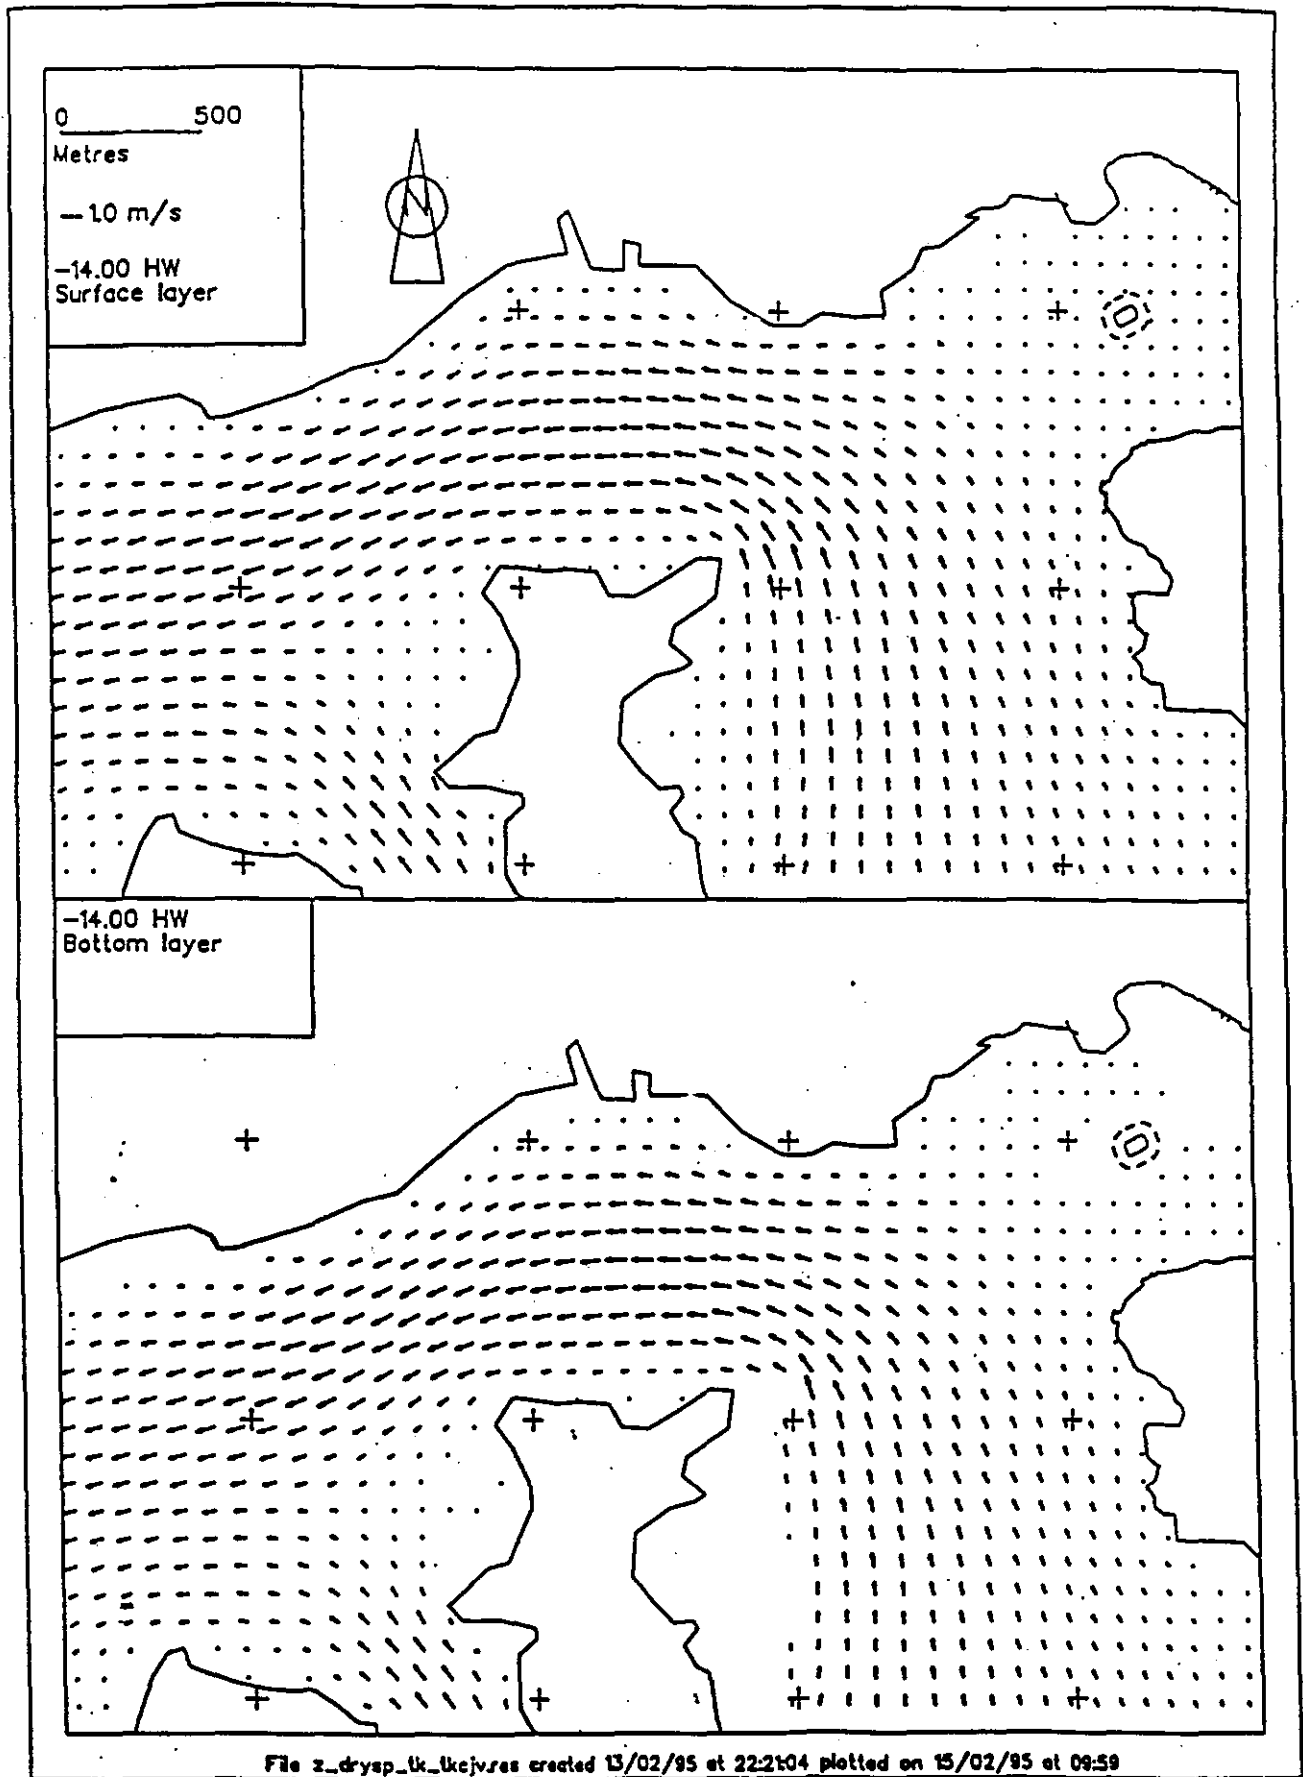 0 500
Metres
1.0 m/s
-14.00 HW
Surface layer
N
-14.00 HW
Bottom layer
File z_drysp_tk_tkcjv.res created 13/02/95 at 22:21:04 plotted on 15/02/95 at 09:59